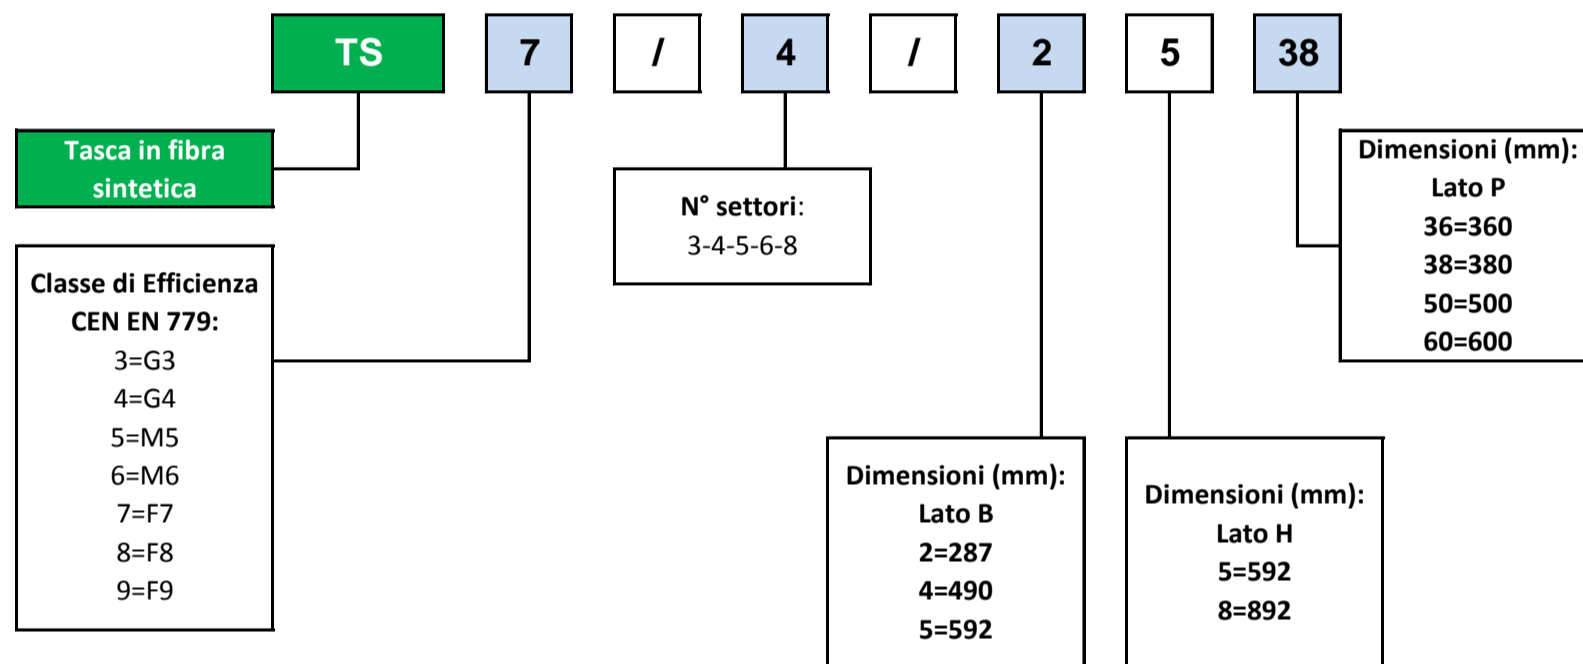 TS 7 / 4 / 2 5 38
Tasca in fibra
sintetica
Classe di Efficienza
CEN EN 779:
3=G3
4=G4
5=M5
6=M6
7=F7
8=F8
9=F9
N° settori:
3-4-5-6-8
Dimensioni (mm):
Lato B
2=287
4=490
5=592
Dimensioni (mm):
Lato H
5=592
8=892
Dimensioni (mm):
Lato P
36=360
38=380
50=500
60=600